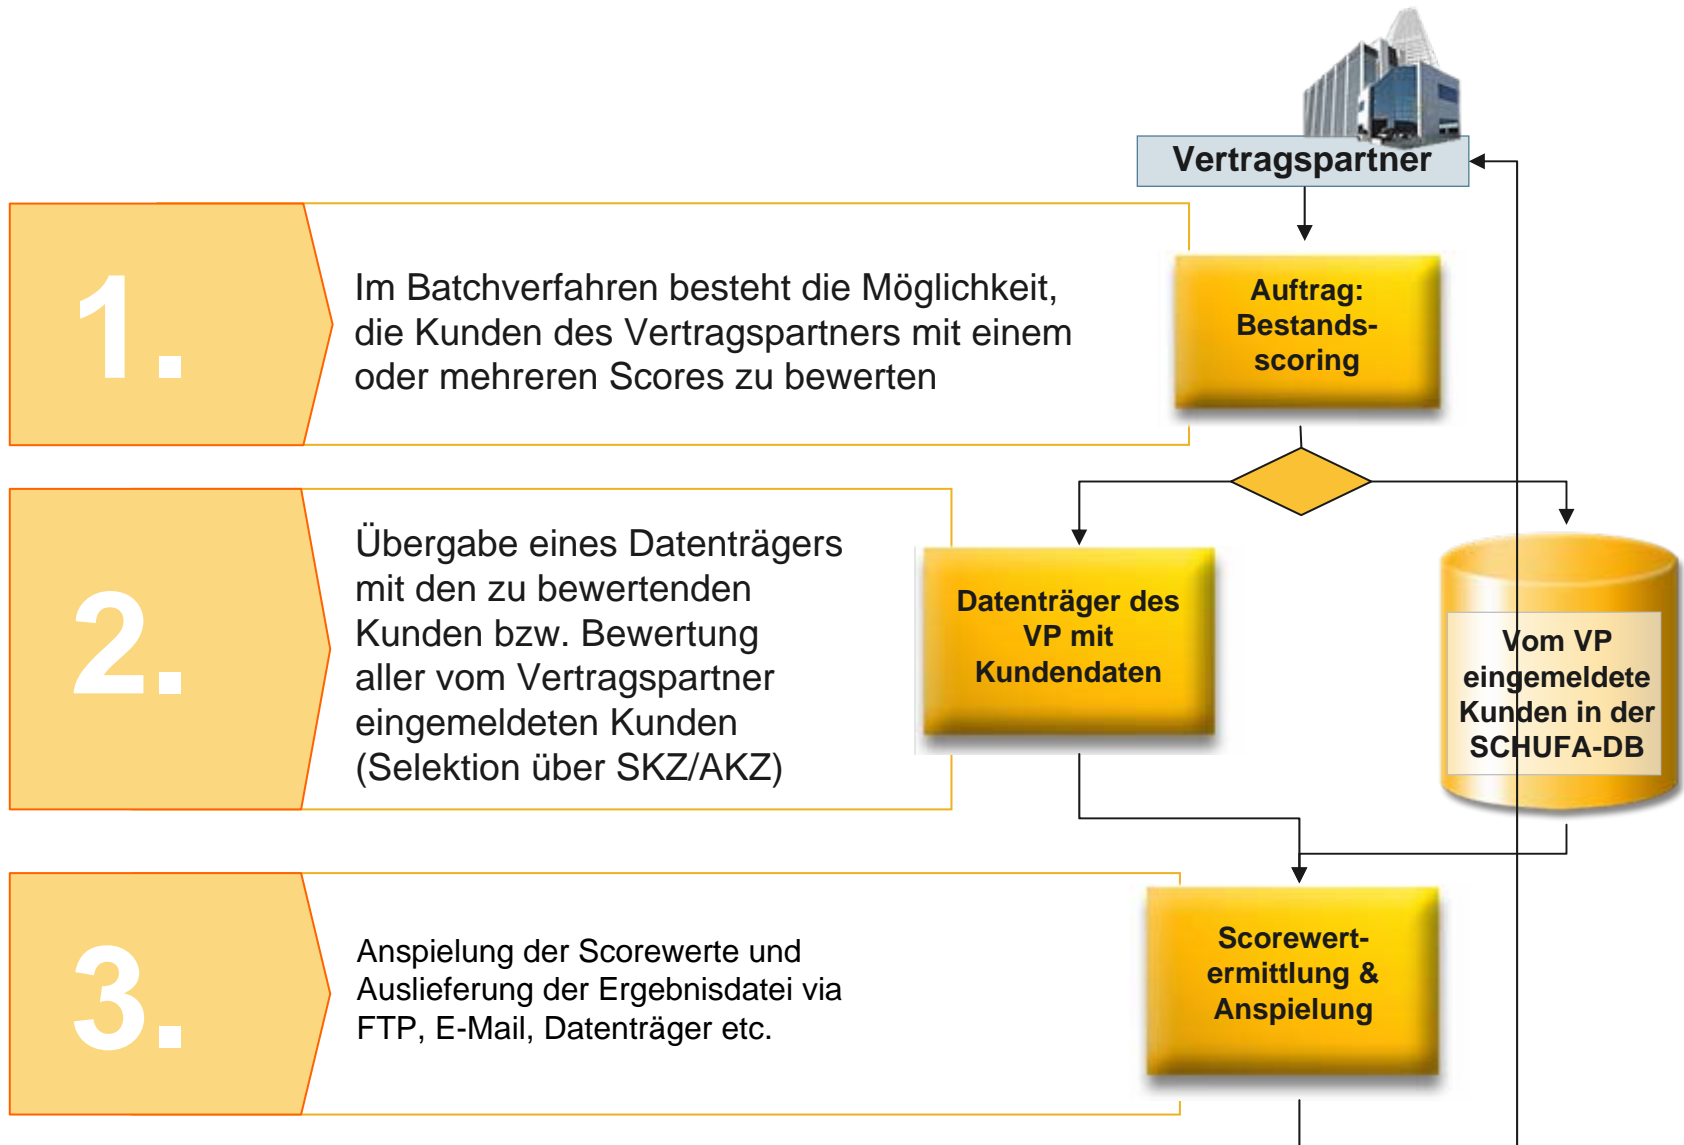 Vertragspartner
1.
Im Batchverfahren besteht die Möglichkeit,
die Kunden des Vertragspartners mit einem
oder mehreren Scores zu bewerten
Auftrag:
Bestands-
scoring
2.
Übergabe eines Datenträgers
mit den zu bewertenden
Kunden bzw. Bewertung
aller vom Vertragspartner
eingemeldeten Kunden
(Selektion über SKZ/AKZ)
Datenträger des
VP mit
Kundendaten
Vom VP
eingemeldete
Kunden in der
SCHUFA-DB
3.
Anspielung der Scorewerte und
Auslieferung der Ergebnisdatei via
FTP, E-Mail, Datenträger etc.
Scorewert-
ermittlung &
Anspielung